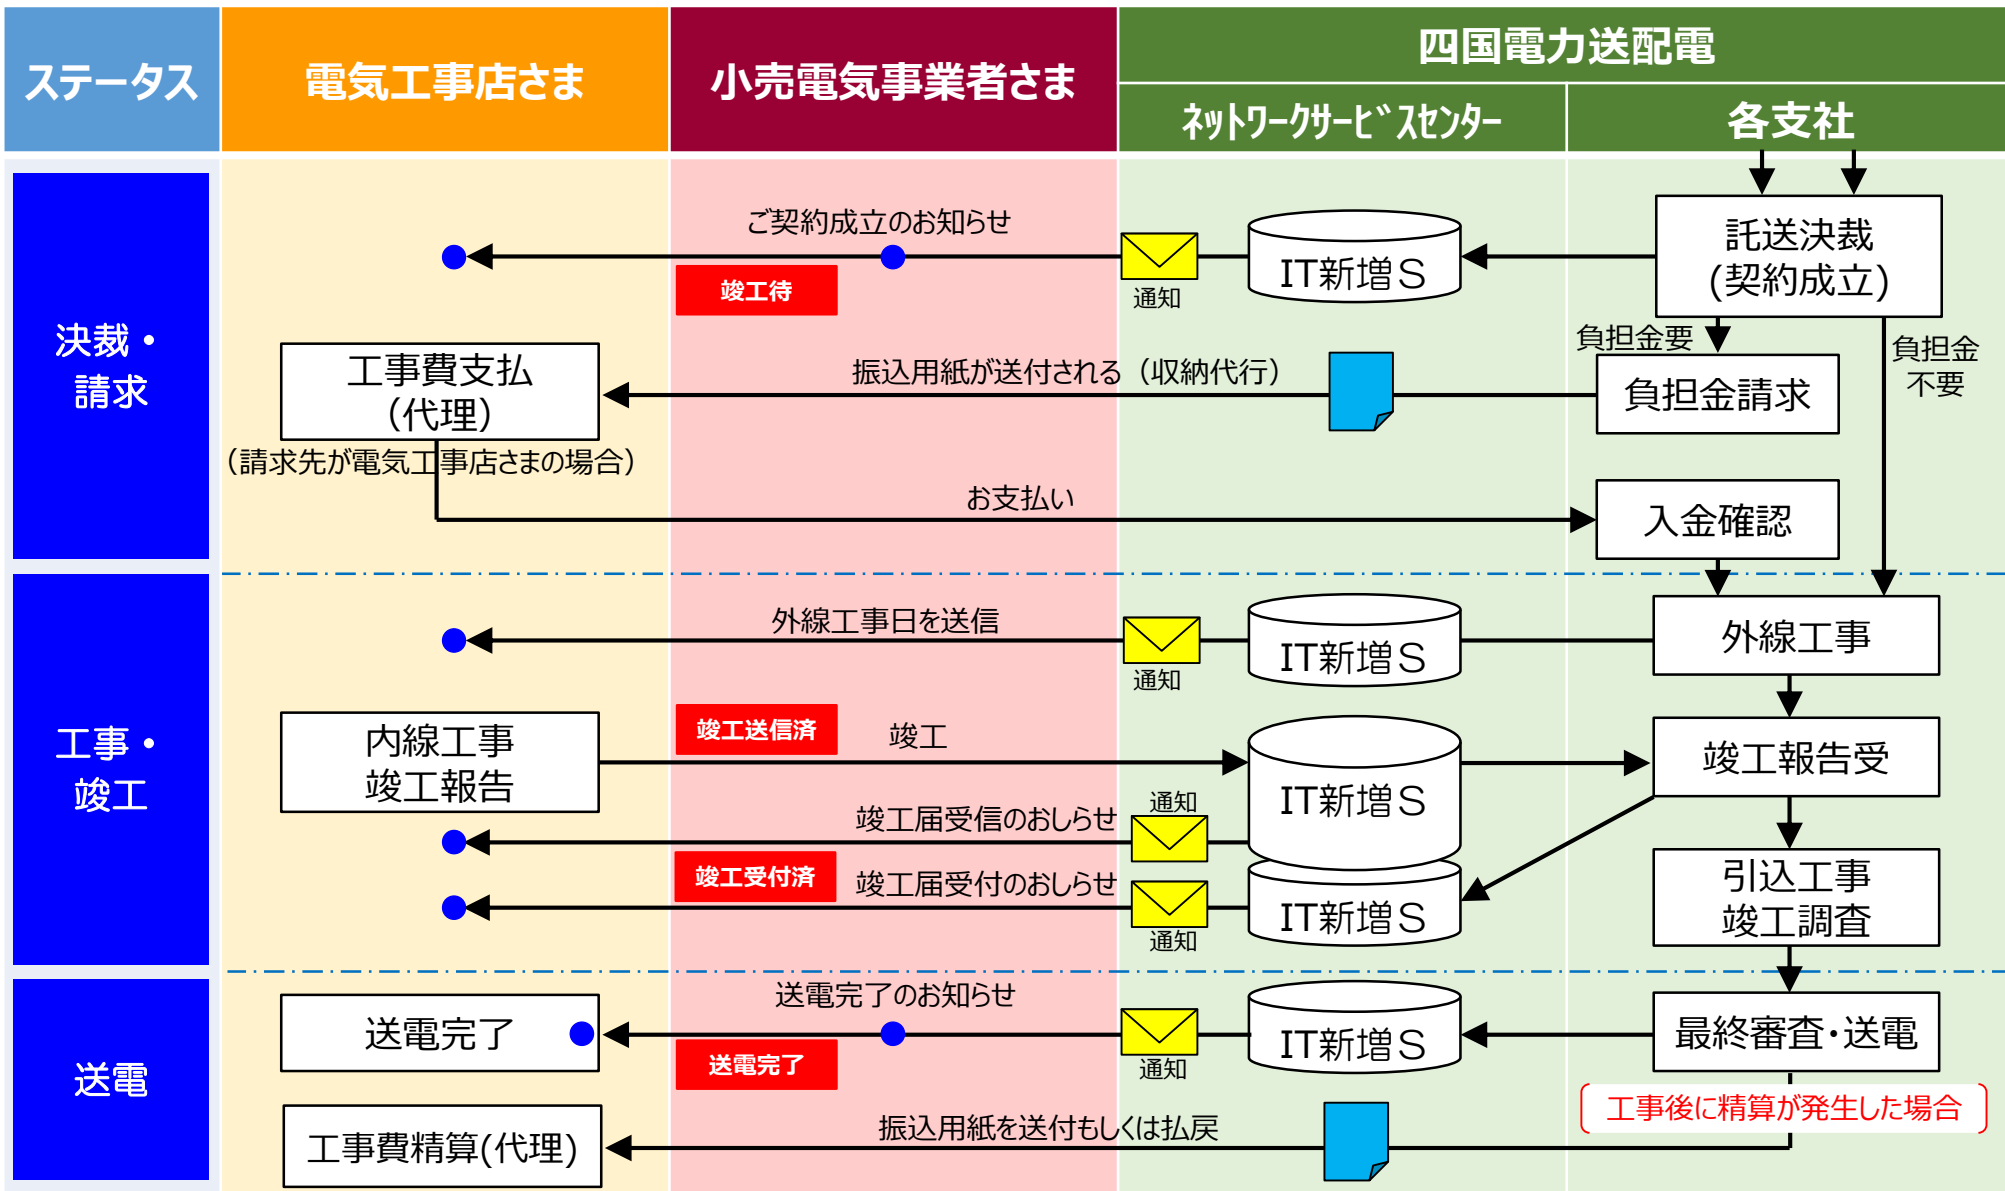 ステータス
電気工事店さま
小売電気事業者さま
四国電力送配電
ﾈｯﾄﾜｰｸｻｰﾋﾞｽｾﾝﾀｰ
各支社
決裁・
請求
ご契約成立のお知らせ
竣工待
通知
IT新増Ｓ
託送決裁
(契約成立)
負担金要
負担金
不要
工事費支払
(代理)
(請求先が電気工事店さまの場合)
振込用紙が送付される（収納代行）
負担金請求
お支払い
入金確認
工事・
竣工
外線工事日を送信
通知
IT新増Ｓ
外線工事
内線工事
竣工報告
竣工送信済
竣工
IT新増Ｓ
竣工報告受
竣工届受信のおしらせ
通知
竣工受付済
竣工届受付のおしらせ
通知
IT新増Ｓ
引込工事
竣工調査
送電
送電完了
送電完了のお知らせ
送電完了
通知
IT新増Ｓ
最終審査・送電
工事後に精算が発生した場合
工事費精算(代理)
振込用紙を送付もしくは払戻